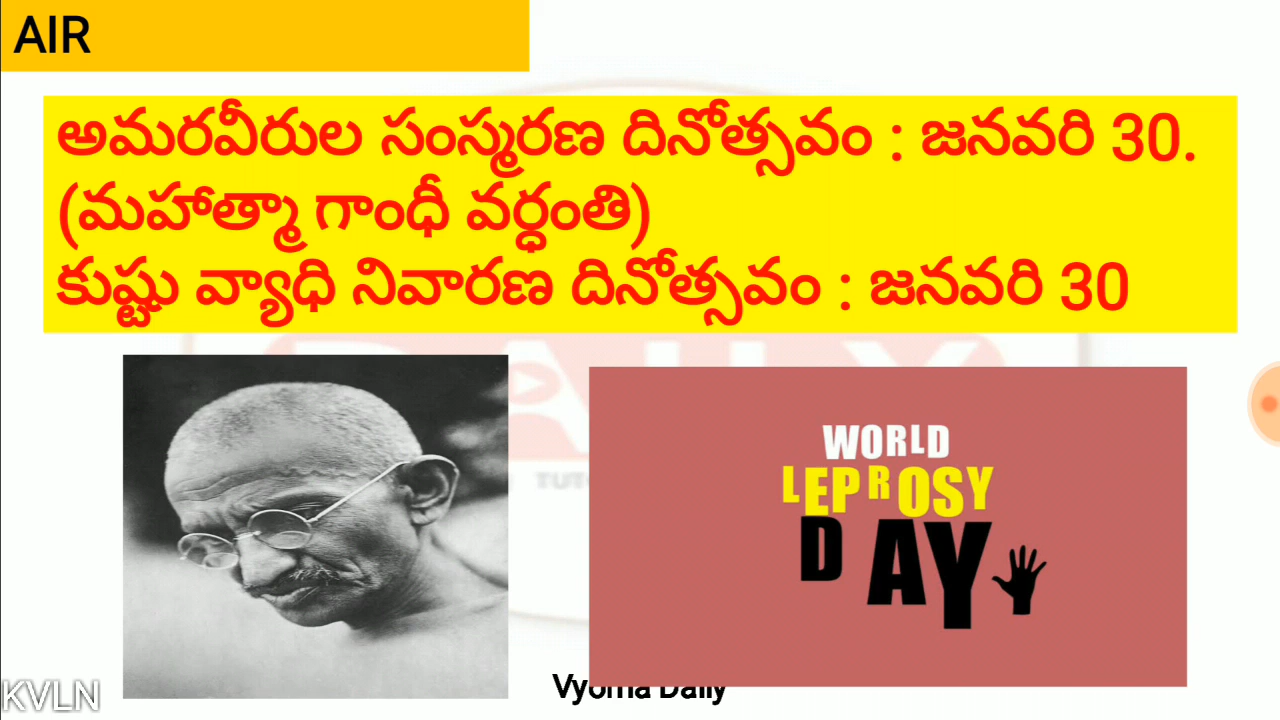 AIR
అమరవీరుల సంస్మరణ దినోత్సవం : జనవరి 30.
(మహాత్మా గాంధీ వర్ధంతి)
కుష్టు వ్యాధి నివారణ దినోత్సవం : జనవరి 30
WORLD
LEPROSY
DAY
Vyoma Daily
KVLN